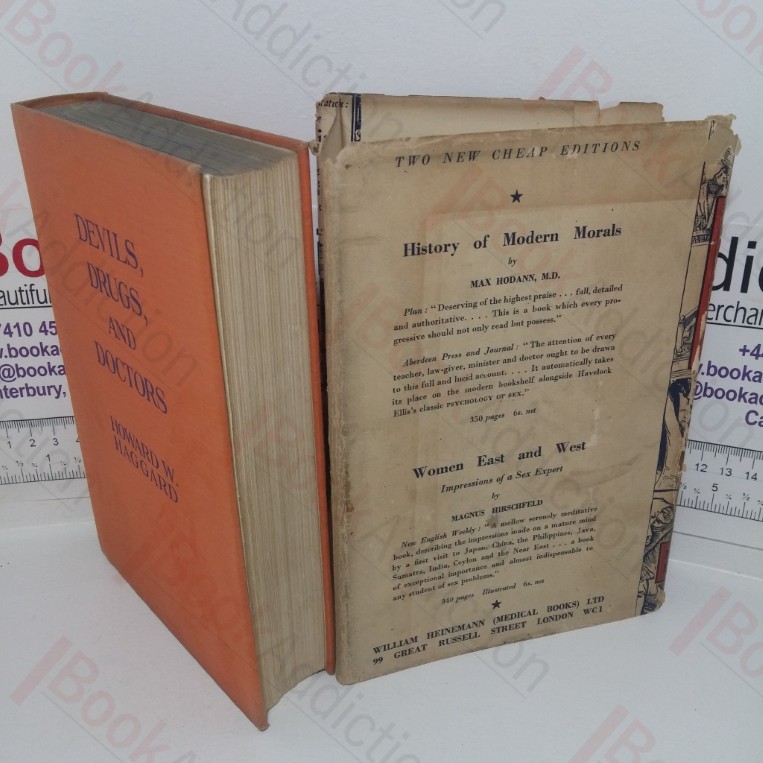 DEVILS,
DRUGS,
AND
DOCTORS
HOWARD W.
HAGGARD
TWO NEW CHEAP EDITIONS
History of Modern Morals
by
MAX HODANN, M.D.
Plan: "Deserving of the highest praise . . . full, detailed
and authoritative. . . . This is a book which every pro-
gressive should not only read but possess."
Aberdeen Press and Journal: "The attention of every
teacher, law-giver, minister and doctor ought to be drawn
to this full and lucid account. . . . It automatically takes
its place on the modern bookshelf alongside Havelock
Ellis's classic PSYCHOLOGY OF SEX."
350 pages 6s. net
Women East and West
Impressions of a Sex Expert
by
MAGNUS HIRSCHFELD
New English Weekly: "A mellow serenely meditative
book, describing the impressions made on a mature mind
by a first visit to Japan, China, the Philippines, Java,
Sumatra, India, Ceylon and the Near East . . . a book
of exceptional importance and almost indispensable to
any student of sex problems."
340 pages Illustrated 6s. net
WILLIAM HEINEMANN (MEDICAL BOOKS) LTD
99 GREAT RUSSELL STREET LONDON WC1
BookAddiction